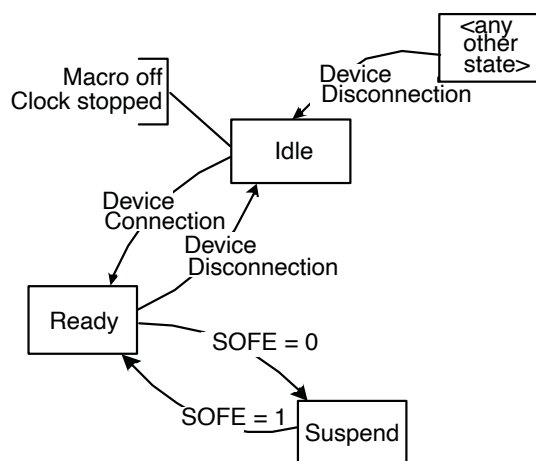 <any
other
state>
Macro off
Clock stopped
Device
Disconnection
Idle
Device
Connection
Device
Disconnection
Ready
SOFE = 0
SOFE = 1
Suspend